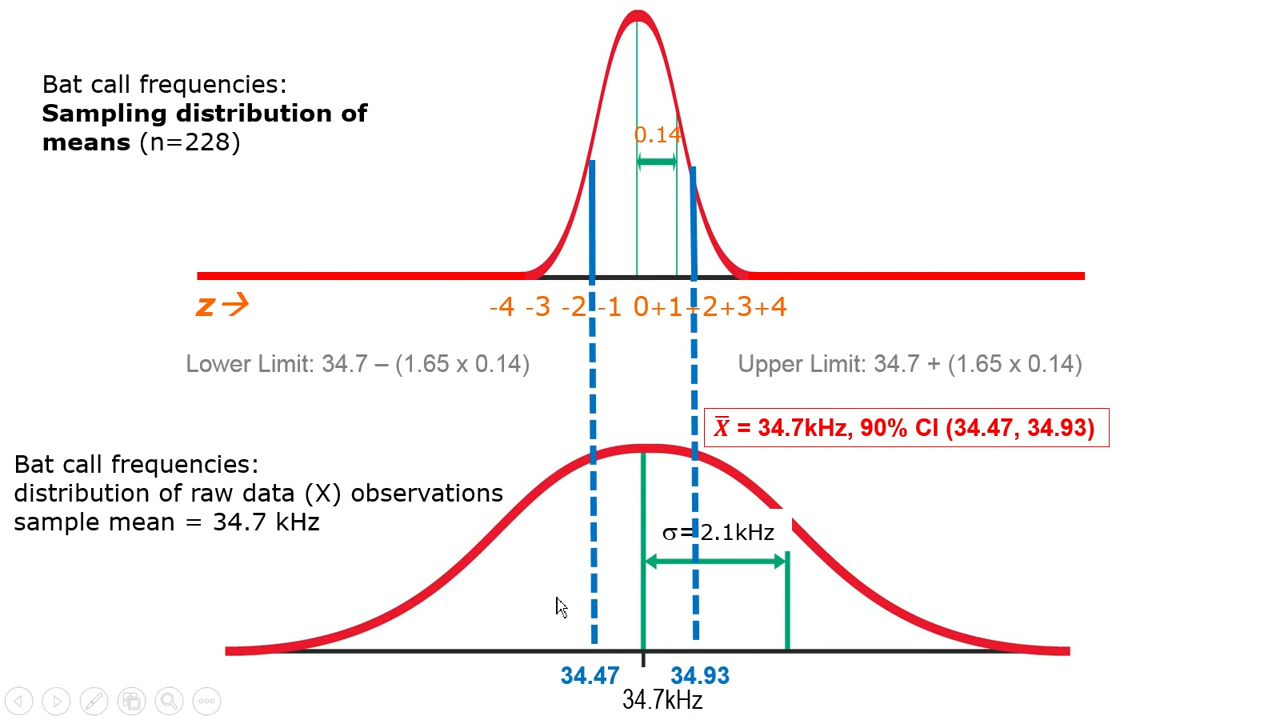 Bat call frequencies:
Sampling distribution of
means (n=228)
0.14
z→
-4 -3 -2 -1 0+1+2+3+4
Lower Limit: 34.7 – (1.65 x 0.14)
Upper Limit: 34.7 + (1.65 x 0.14)
X̅ = 34.7kHz, 90% CI (34.47, 34.93)
Bat call frequencies:
distribution of raw data (X) observations
sample mean = 34.7 kHz
σ=2.1kHz
34.47
34.93
34.7kHz